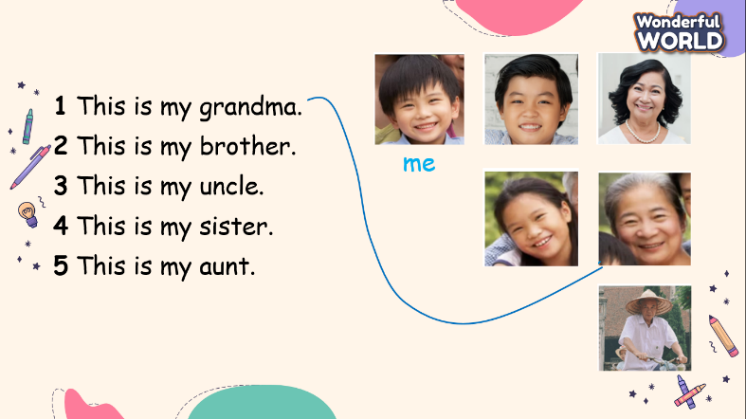 Wonderful
WORLD
1 This is my grandma.
2 This is my brother.
3 This is my uncle.
4 This is my sister.
5 This is my aunt.
me